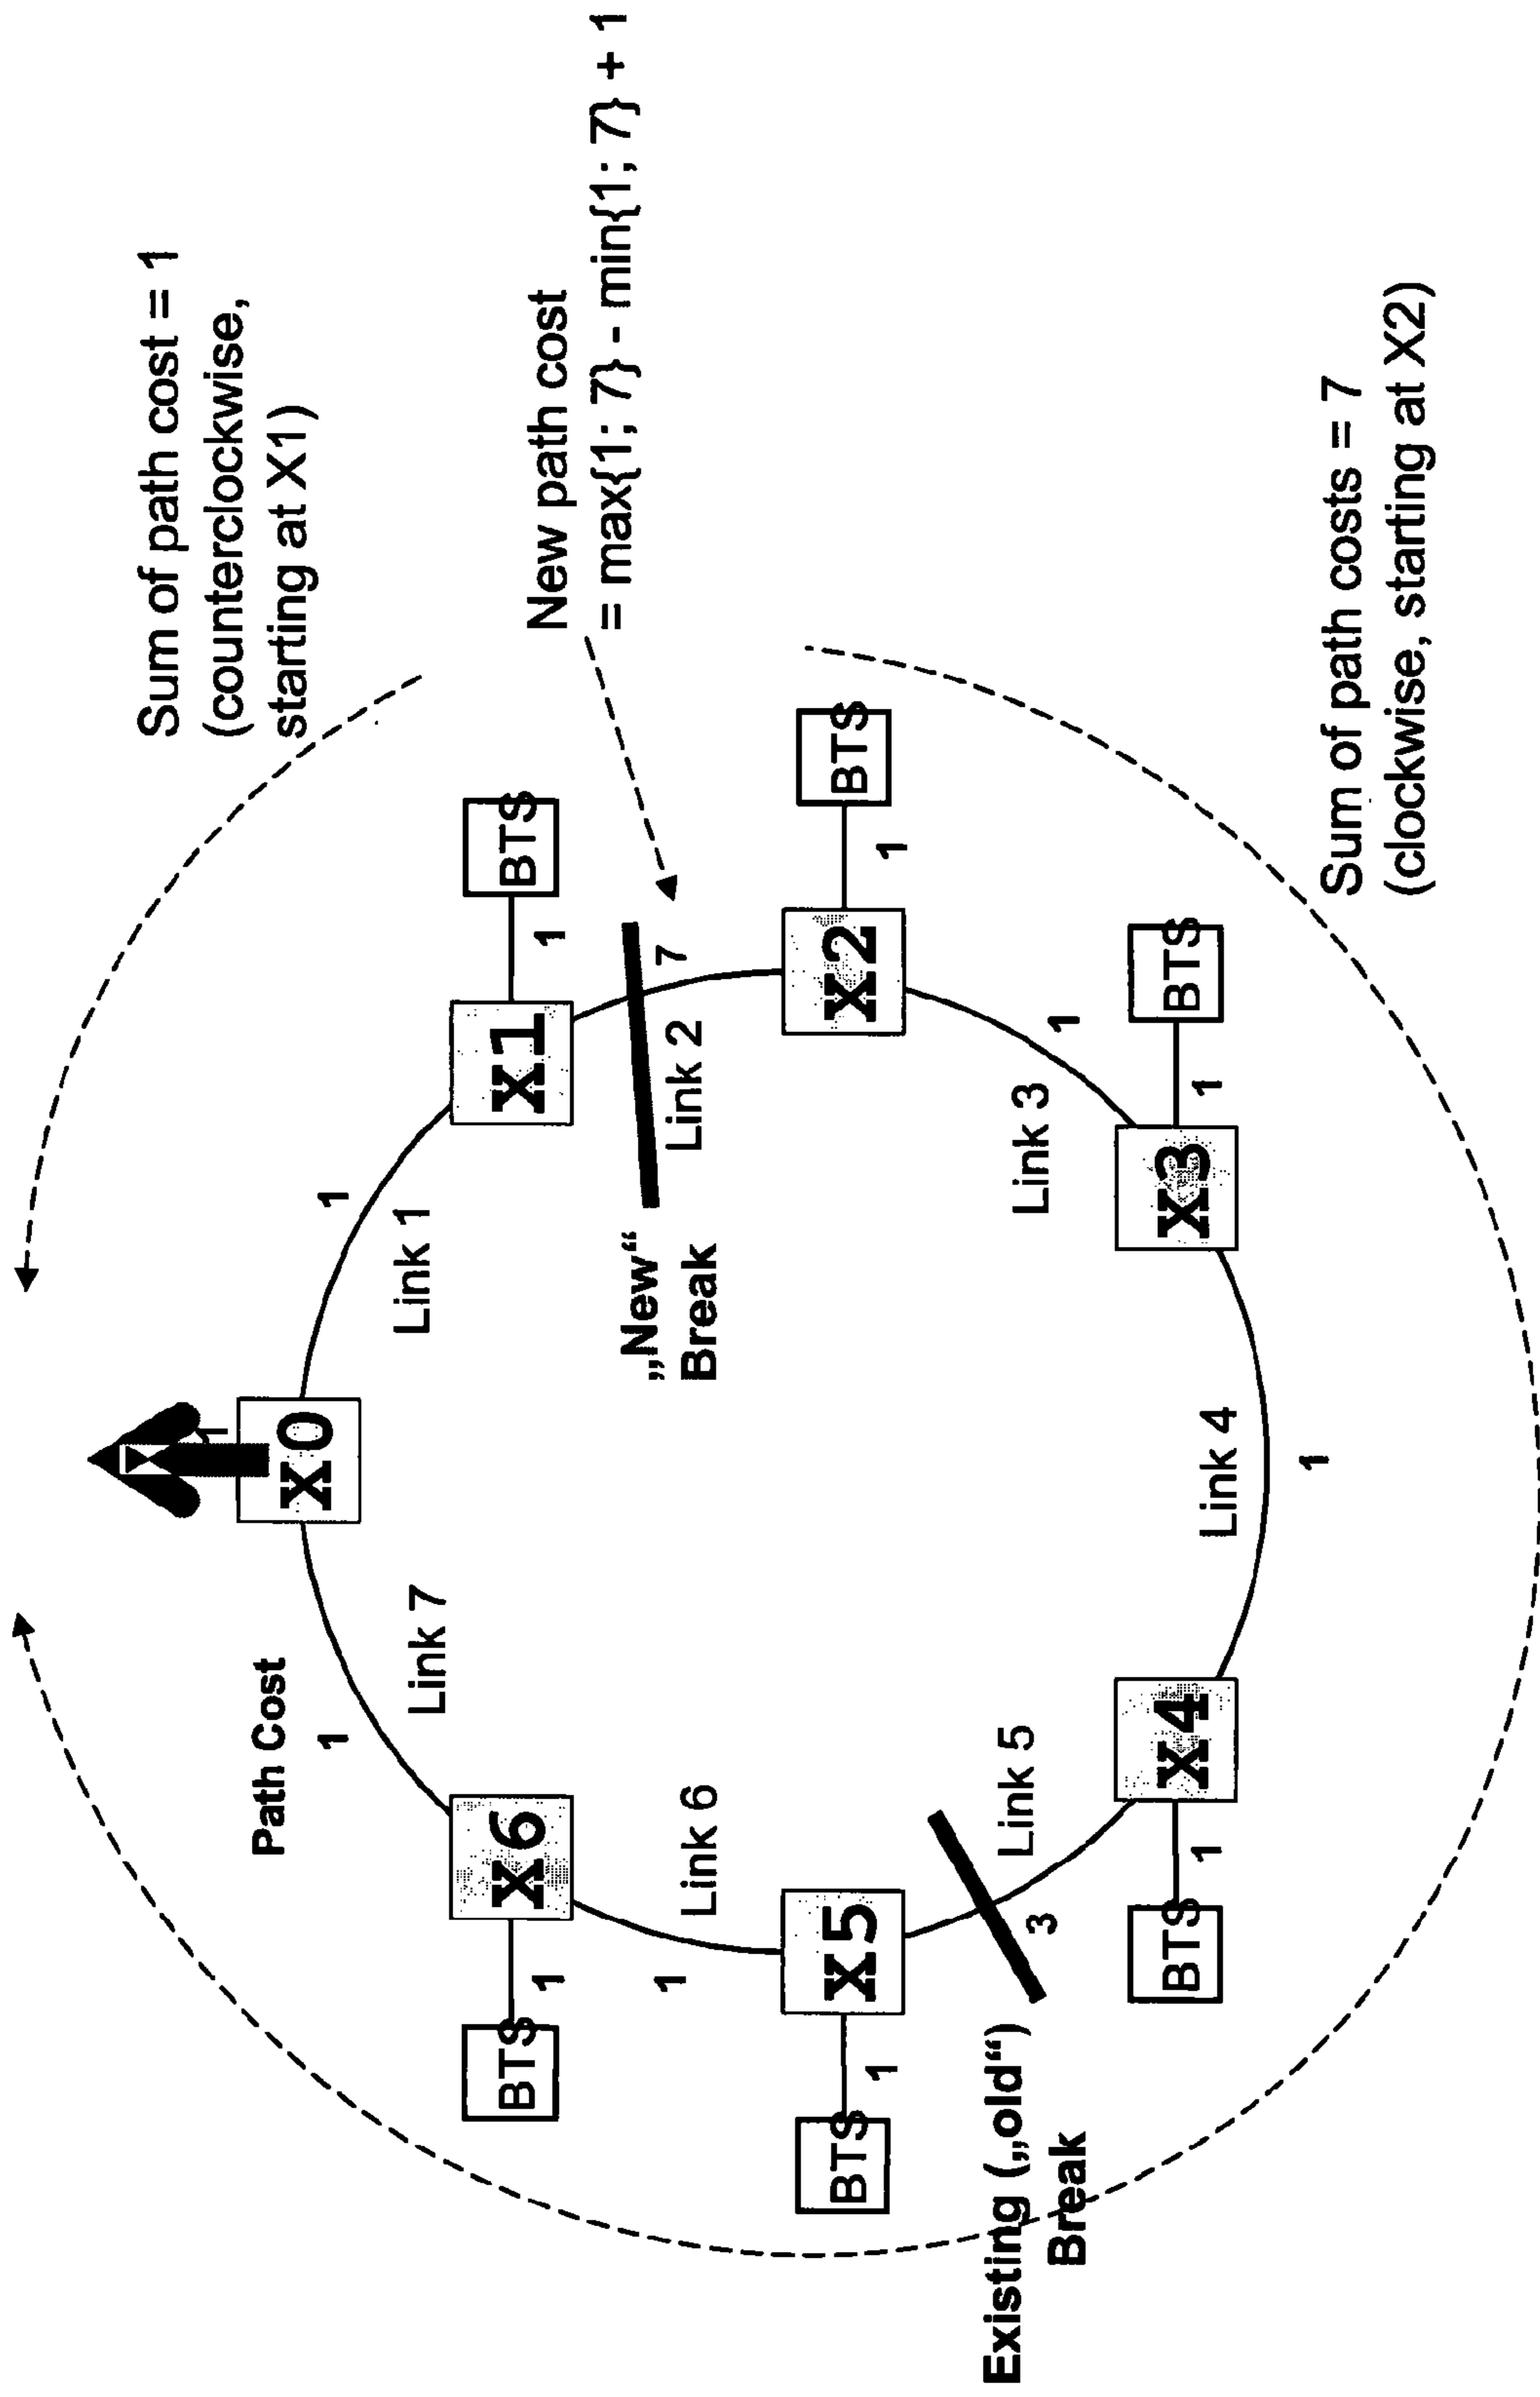 Sum of path cost = 1
(counterclockwise,
starting at X1)
New path cost
= max{1; 7} - min{1; 7} + 1
Path Cost
X0
1
1
Link 7
Link 1
1
X6
1
BTS
X1
1
BTS
„New“
Break
Link 2
7
Link 6
1
X5
1
BTS
X2
1
BTS
Existing („old“)
Break
Link 5
3
Link 3
1
X4
1
BTS
X3
1
BTS
Link 4
1
Sum of path costs = 7
(clockwise, starting at X2)